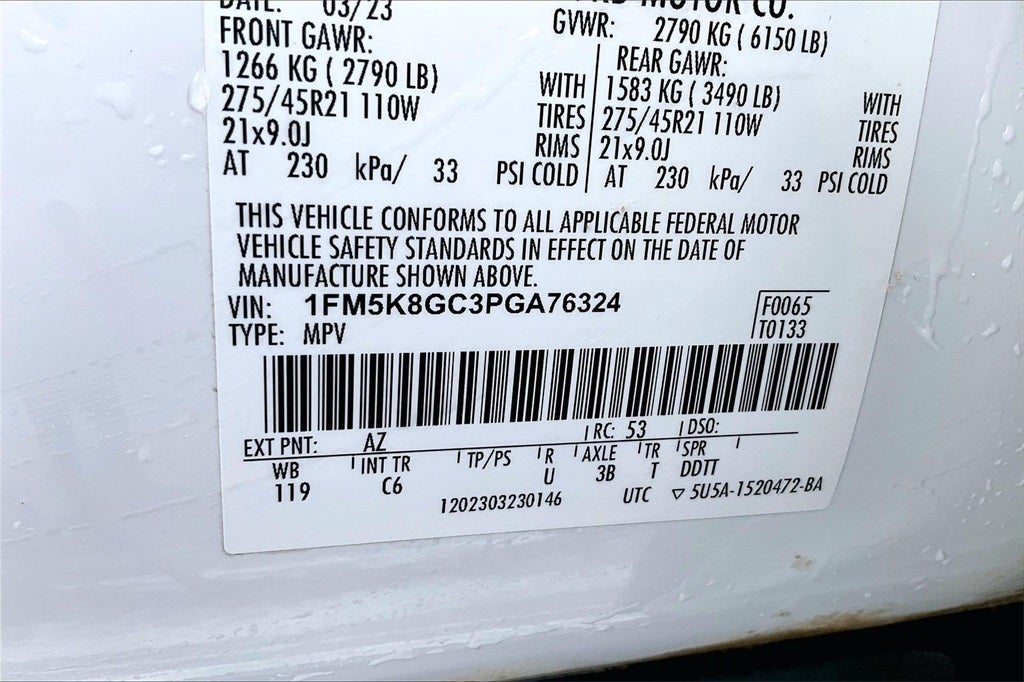 DATE: 03/23
MOTOR CO.
FRONT GAWR:
GVWR: 2790 KG ( 6150 LB)
1266 KG ( 2790 LB)
REAR GAWR:
WITH
1583 KG ( 3490 LB)
WITH
275/45R21 110W
TIRES
275/45R21 110W
TIRES
21x9.0J
RIMS
21x9.0J
RIMS
AT 230 kPa/ 33 PSI COLD
AT 230 kPa/ 33 PSI COLD
THIS VEHICLE CONFORMS TO ALL APPLICABLE FEDERAL MOTOR
VEHICLE SAFETY STANDARDS IN EFFECT ON THE DATE OF
MANUFACTURE SHOWN ABOVE.
VIN: 1FM5K8GC3PGA76324
F0065
TYPE: MPV
T0133
EXT PNT: AZ RC: 53 DSO:
WB INT TR TP/PS R AXLE TR SPR
119 C6 U 3B T DDTT
1202303230146 UTC ▽ 5U5A-1520472-BA